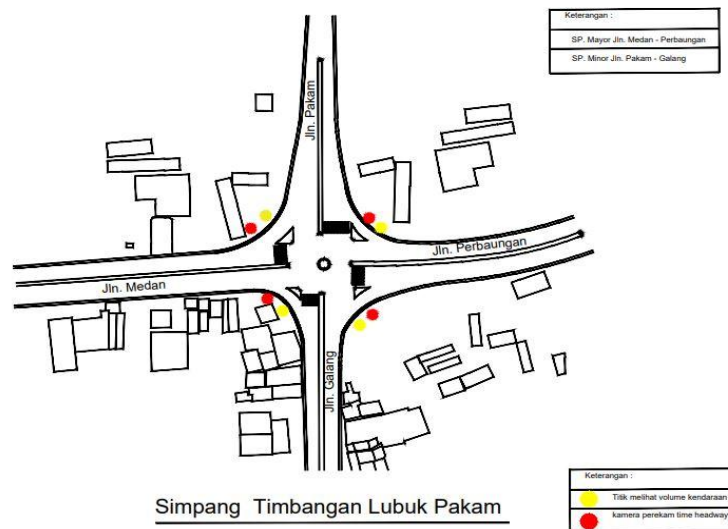 Keterangan :
SP. Mayor Jln. Medan - Perbaungan
SP. Minor Jln. Pakam - Galang
Jln. Pakam
Jln. Perbaungan
Jln. Medan
Jln. Galang
Simpang Timbangan Lubuk Pakam
Keterangan :
Titik melihat volume kendaraan
kamera perekam time headway